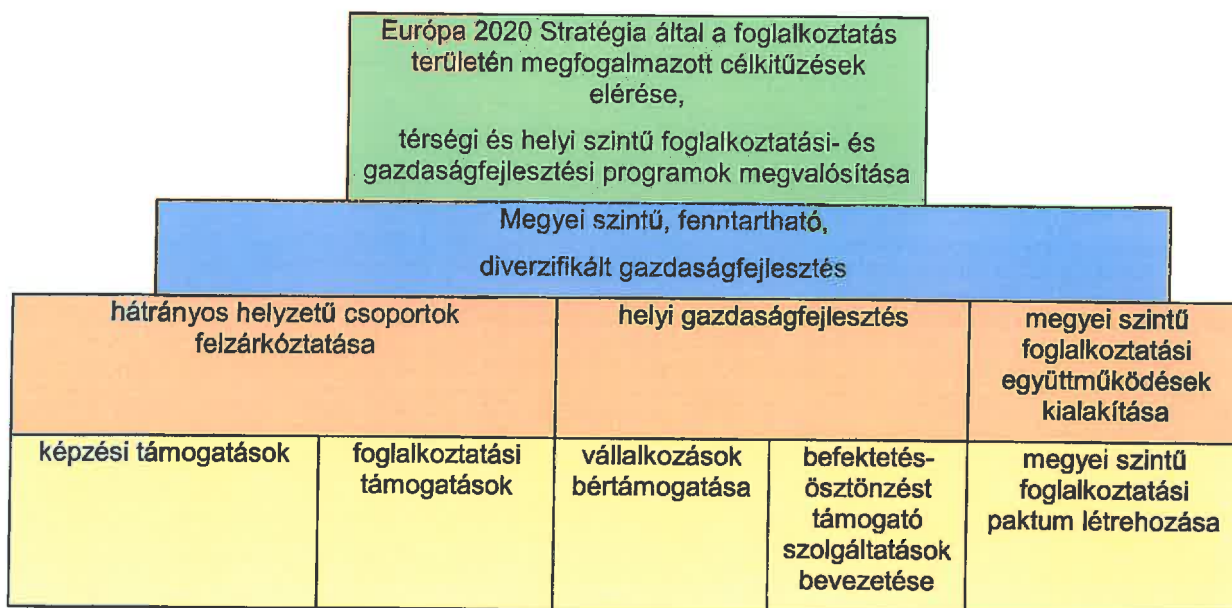 Európa 2020 Stratégia által a foglalkoztatás
területén megfogalmazott célkitűzések
elérése,
térségi és helyi szintű foglalkoztatási- és
gazdaságfejlesztési programok megvalósítása
Megyei szintű, fenntartható,
diverzifikált gazdaságfejlesztés
hátrányos helyzetű csoportok
felzárkóztatása
helyi gazdaságfejlesztés
megyei szintű
foglalkoztatási
együttműködések
kialakítása
képzési támogatások
foglalkoztatási
támogatások
vállalkozások
bértámogatása
befektetés-
ösztönzést
támogató
szolgáltatások
bevezetése
megyei szintű
foglalkoztatási
paktum létrehozása